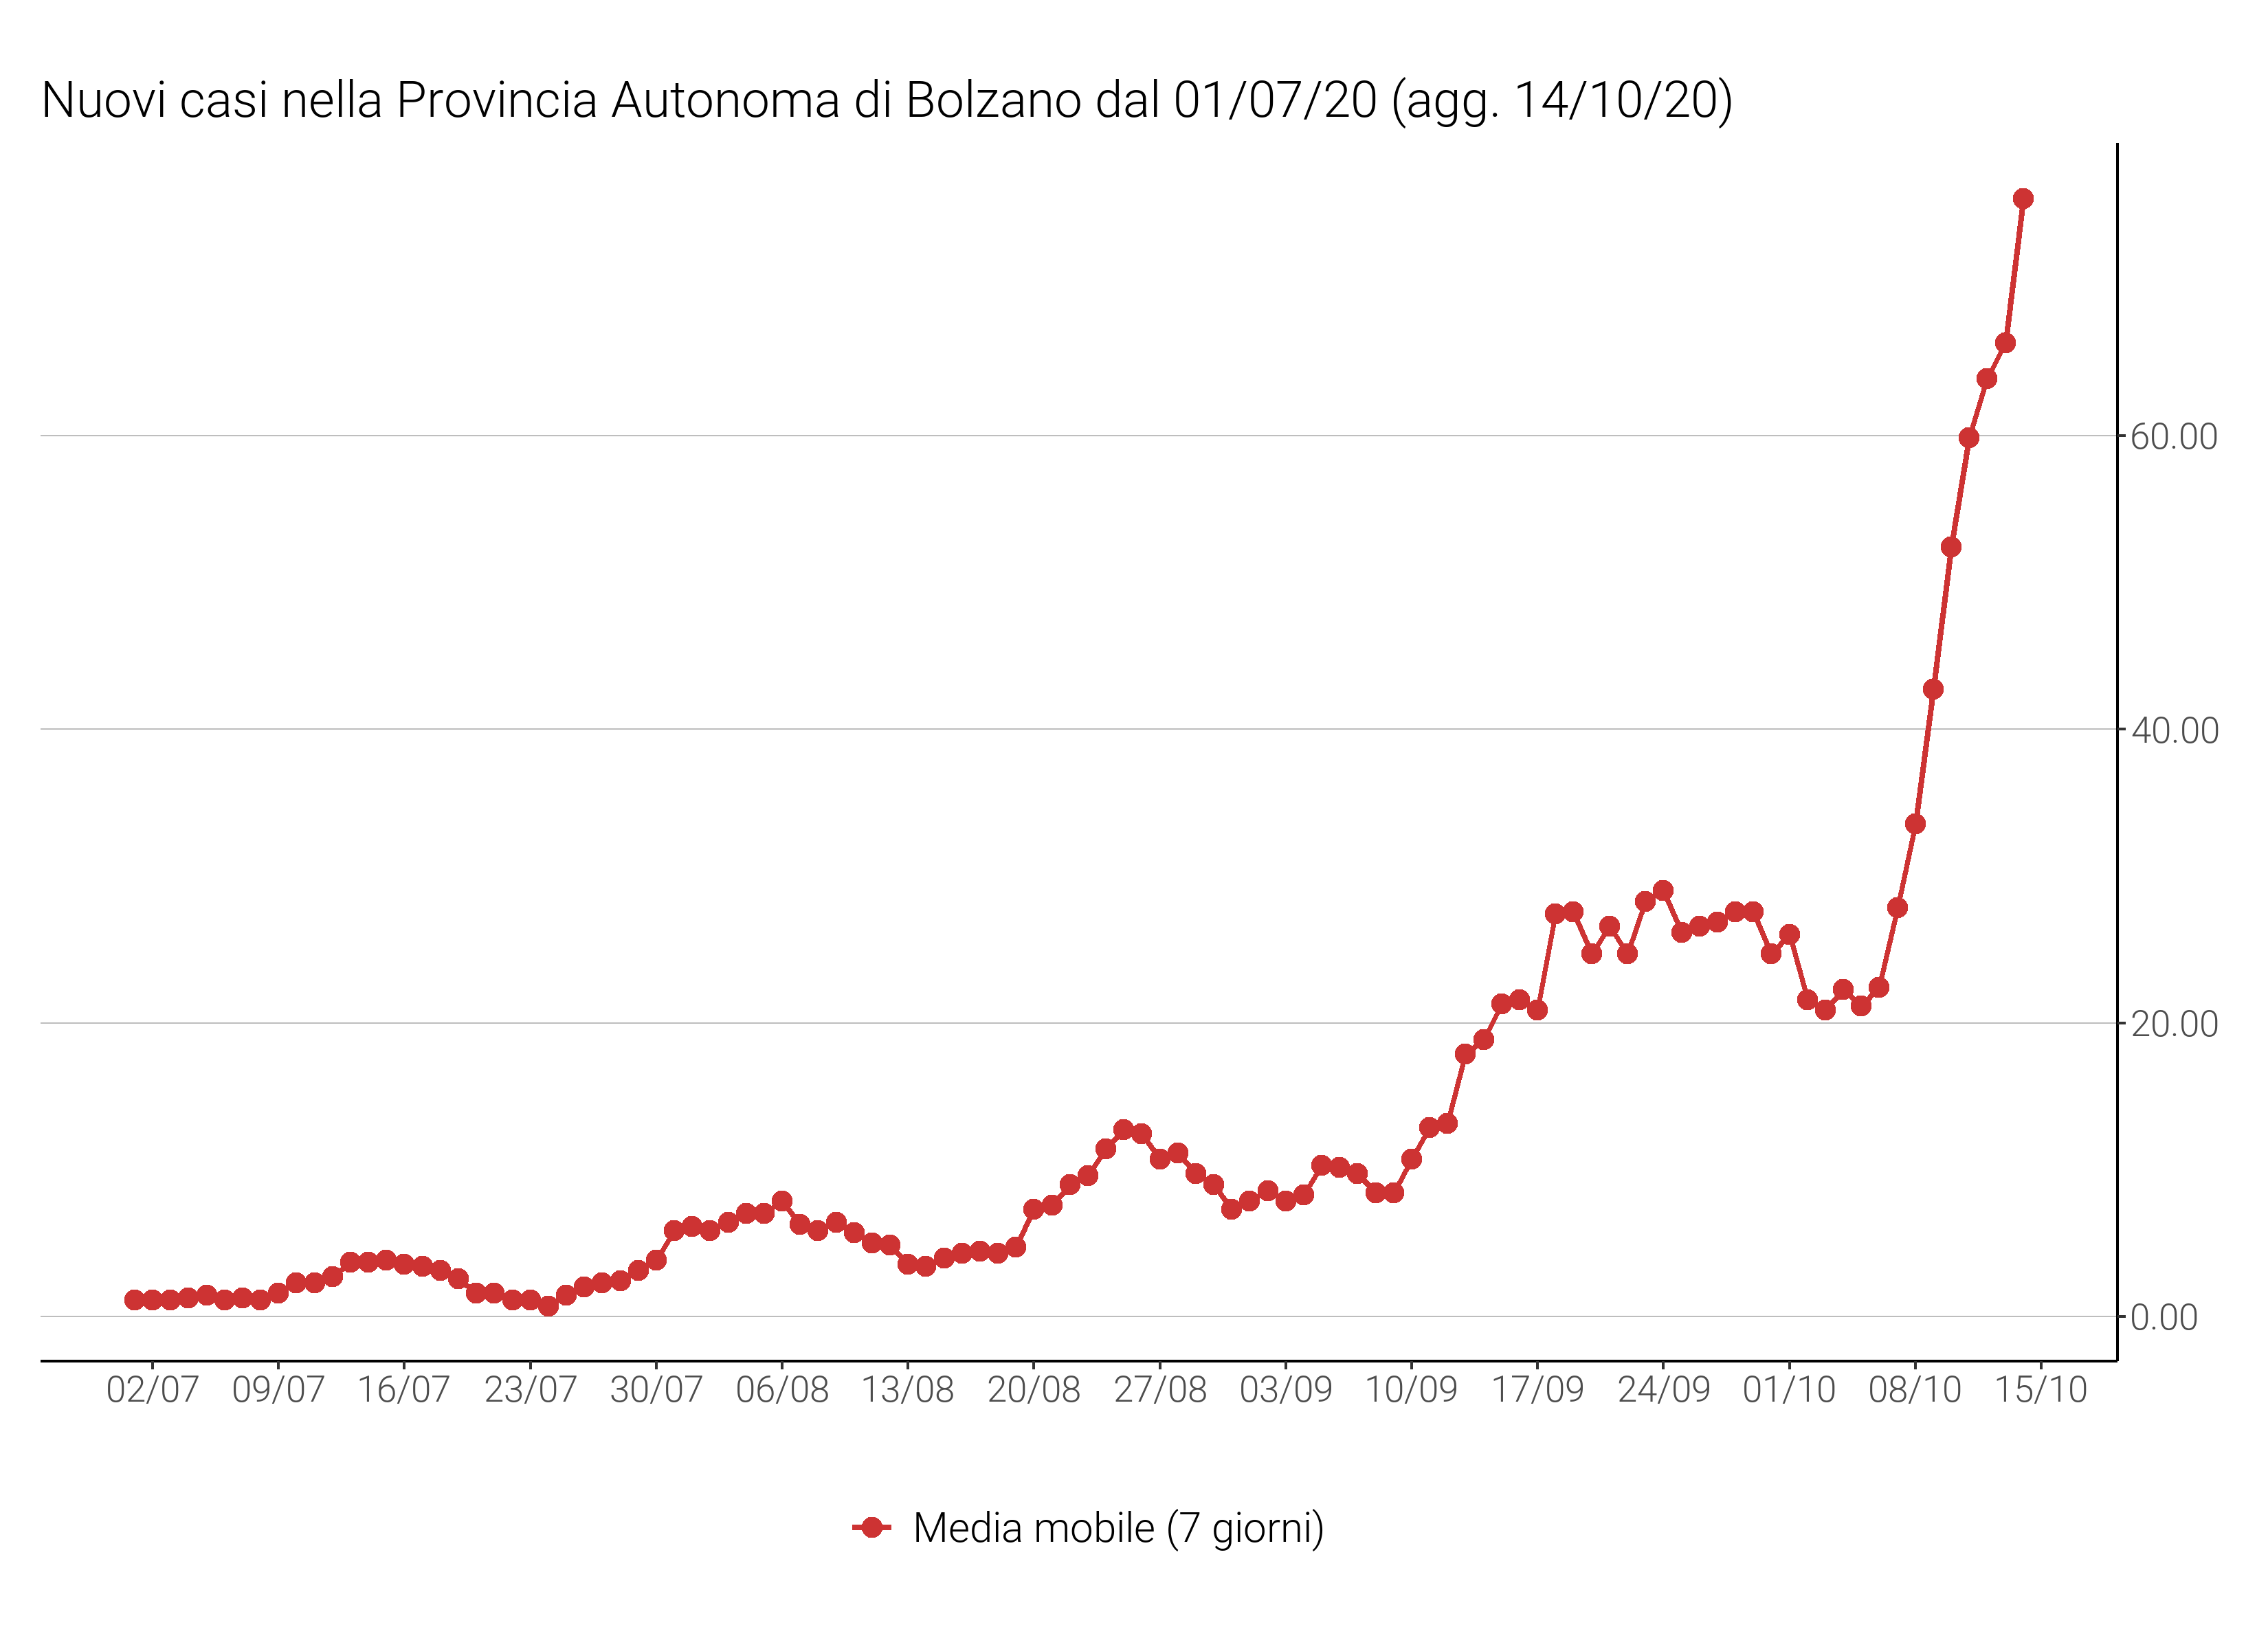 Nuovi casi nella Provincia Autonoma di Bolzano dal 01/07/20 (agg. 14/10/20)
60.00
40.00
20.00
0.00
02/07 09/07 16/07 23/07 30/07 06/08 13/08 20/08 27/08 03/09 10/09 17/09 24/09 01/10 08/10 15/10
Media mobile (7 giorni)